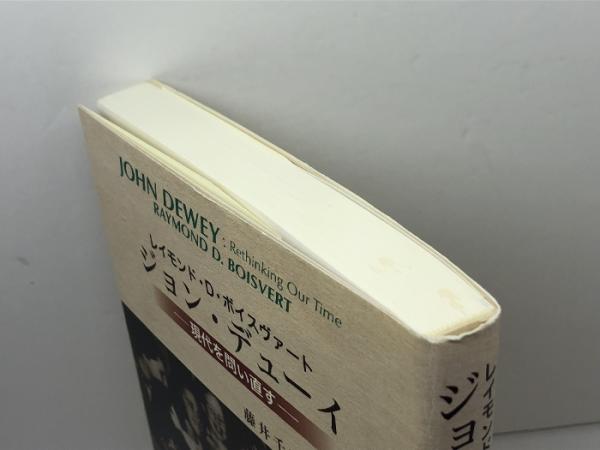 JOHN DEWEY : Rethinking Our Time
RAYMOND D. BOISVERT
レイモンド・D・ボイスヴァート
ジョン・デューイ
―現代を問い直す―
藤井千
レイモン
ジョ